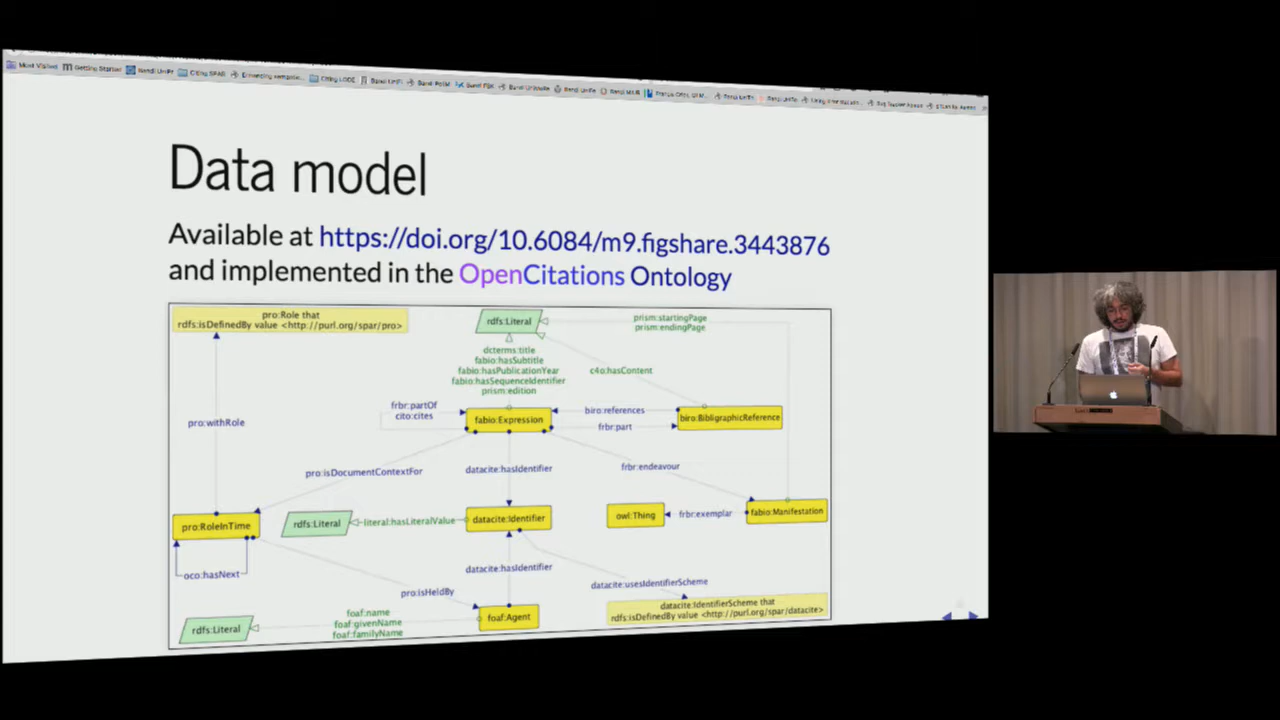 Most Visited Getting Started
Data model
Available at https://doi.org/10.6084/m9.figshare.3443876
and implemented in the OpenCitations Ontology
pro:Role that
rdfs:isDefinedBy value <http://purl.org/spar/pro>
rdfs:Literal
prism:startingPage
prism:endingPage
dcterms:title
fabio:hasSubtitle
fabio:hasPublicationYear
fabio:hasSequenceIdentifier
prism:edition
c4o:hasContent
frbr:partOf
cito:cites
fabio:Expression
biro:references
frbr:part
biro:BibligraphicReference
pro:withRole
pro:isDocumentContextFor
datacite:hasIdentifier
frbr:endeavour
pro:RoleInTime
rdfs:Literal
literal:hasLiteralValue
datacite:Identifier
owl:Thing
frbr:exemplar
fabio:Manifestation
oco:hasNext
pro:isHeldBy
datacite:hasIdentifier
datacite:usesIdentifierScheme
rdfs:Literal
foaf:name
foaf:givenName
foaf:familyName
foaf:Agent
datacite:IdentifierScheme that
rdfs:isDefinedBy value <http://purl.org/spar/datacite>